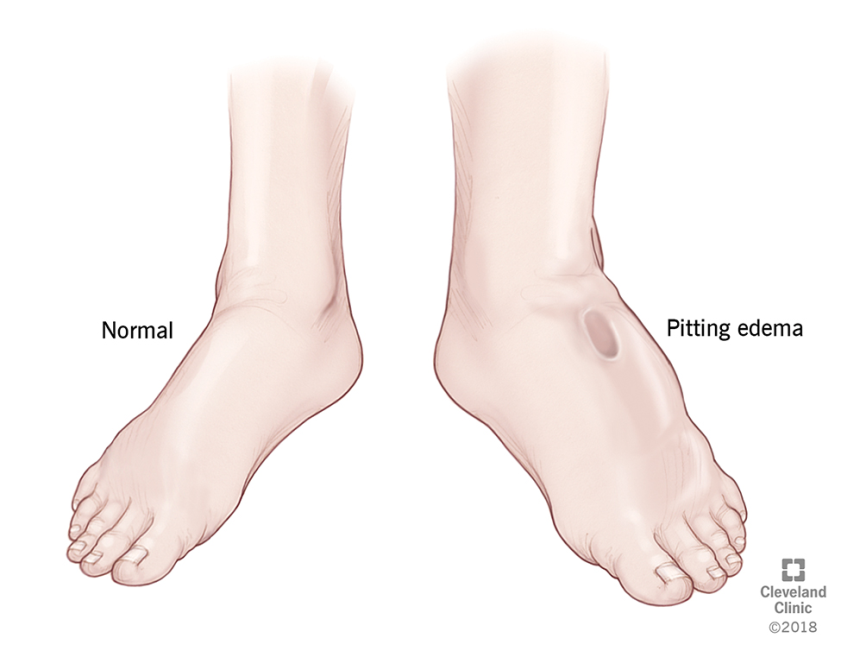 Normal
Pitting edema
Cleveland
Clinic
©2018